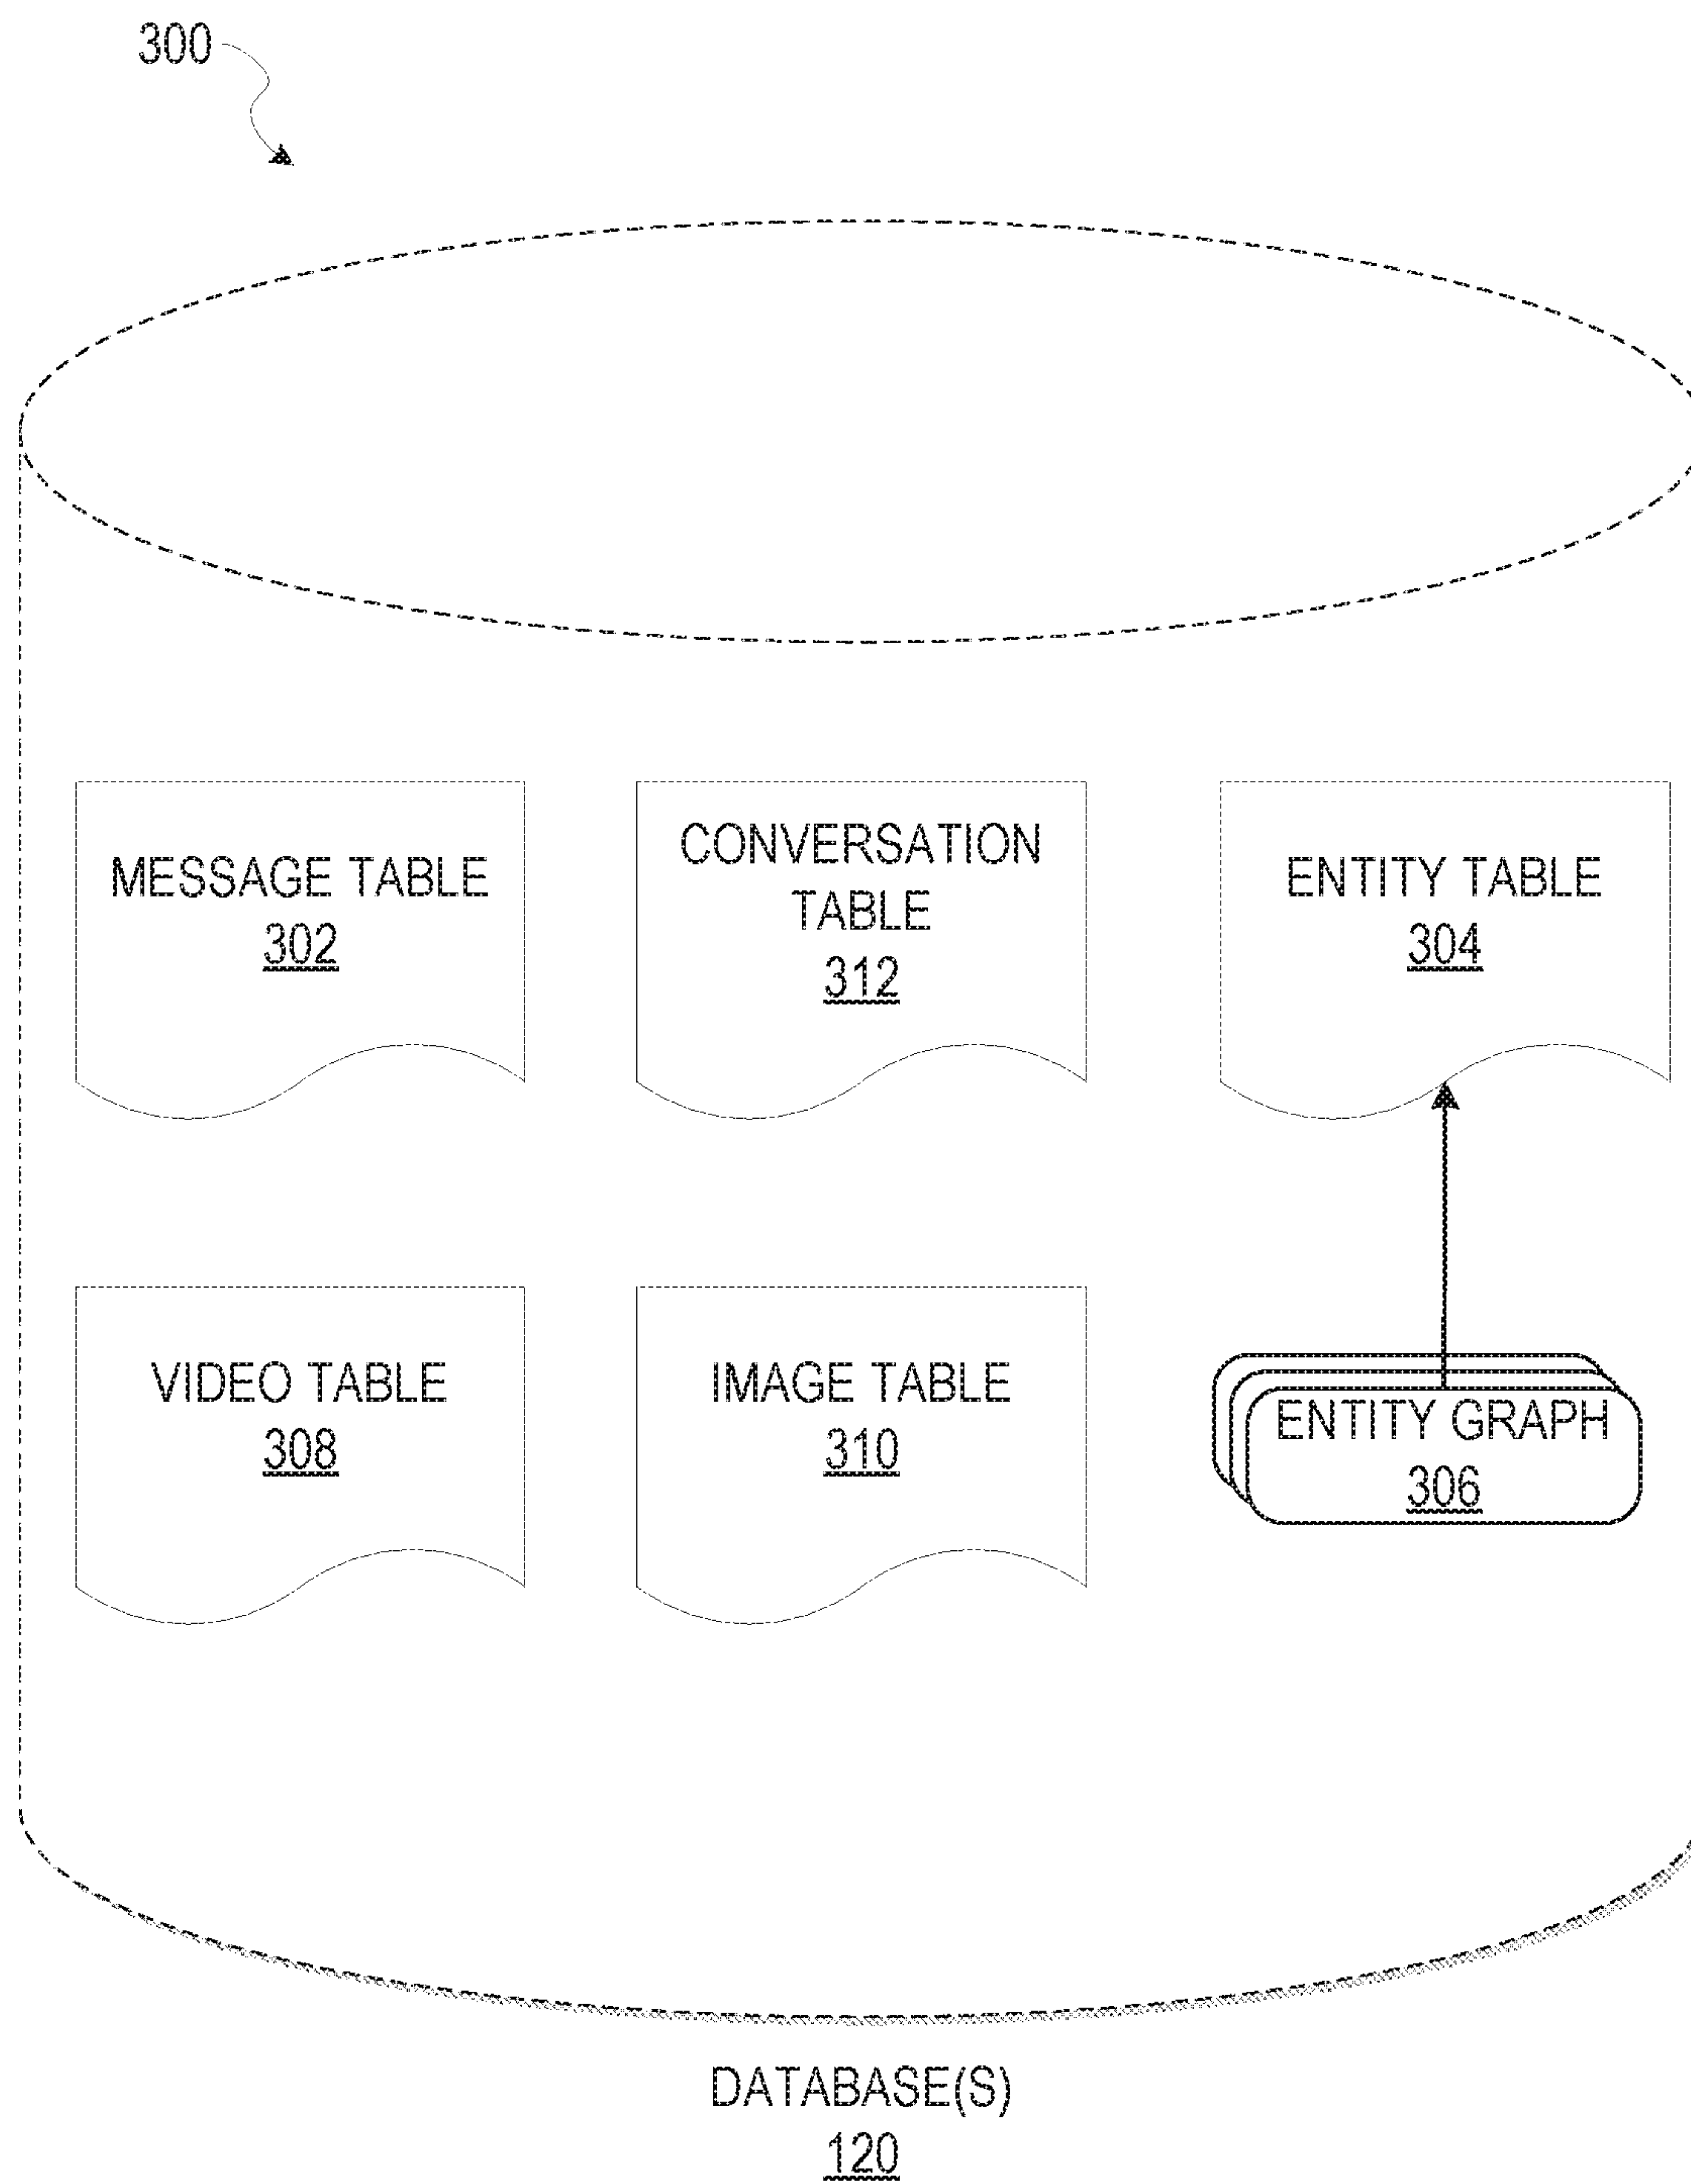 300
MESSAGE TABLE
302
CONVERSATION
TABLE
312
ENTITY TABLE
304
VIDEO TABLE
308
IMAGE TABLE
310
ENTITY GRAPH
306
DATABASE(S)
120